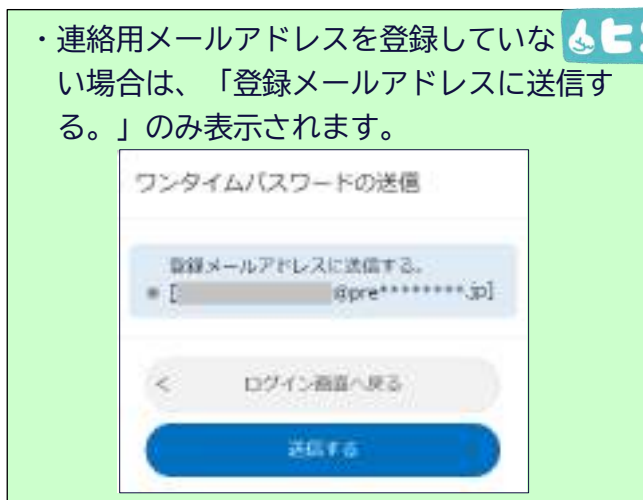 ・連絡用メールアドレスを登録していな
ヒ
い場合は、「登録メールアドレスに送信す
る。」のみ表示されます。
ワンタイムパスワードの送信
登録メールアドレスに送信する。
[ @pre********.jp]
< ログイン画面へ戻る
送信する